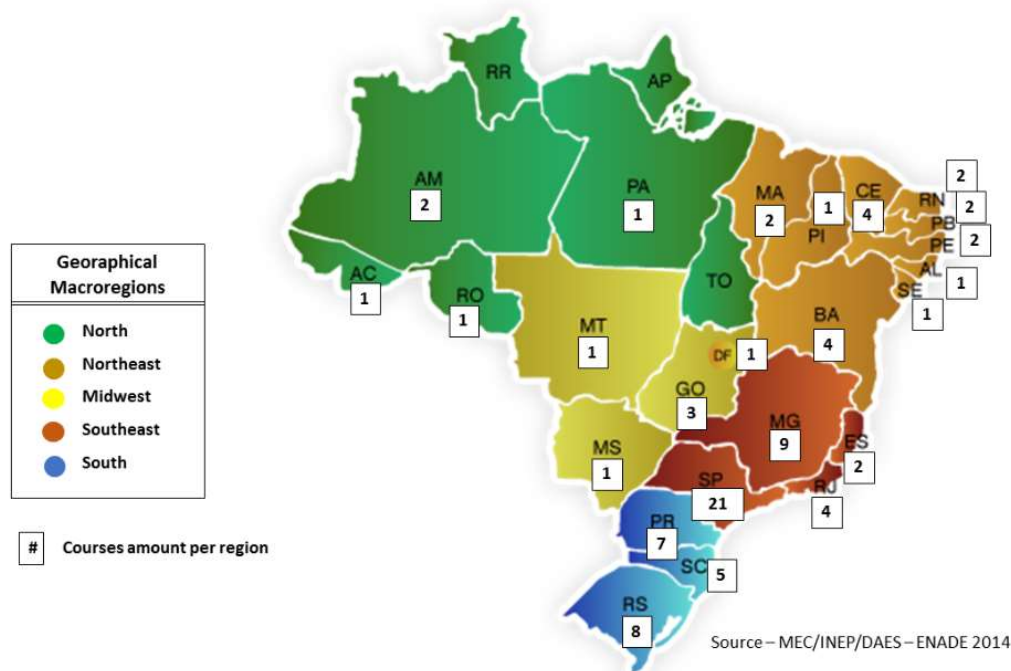 RR
AP
AM
2
PA
1
MA
2
1
PI
CE
4
2
RN
2
PB
PE
2
AL
1
SE
1
AC
1
RO
1
TO
BA
4
MT
1
DF
1
GO
3
MG
9
ES
2
MS
1
SP
21
RJ
4
PR
7
SC
5
RS
8
Georaphical
Macroregions
North
Northeast
Midwest
Southeast
South
# Courses amount per region
Source – MEC/INEP/DAES – ENADE 2014